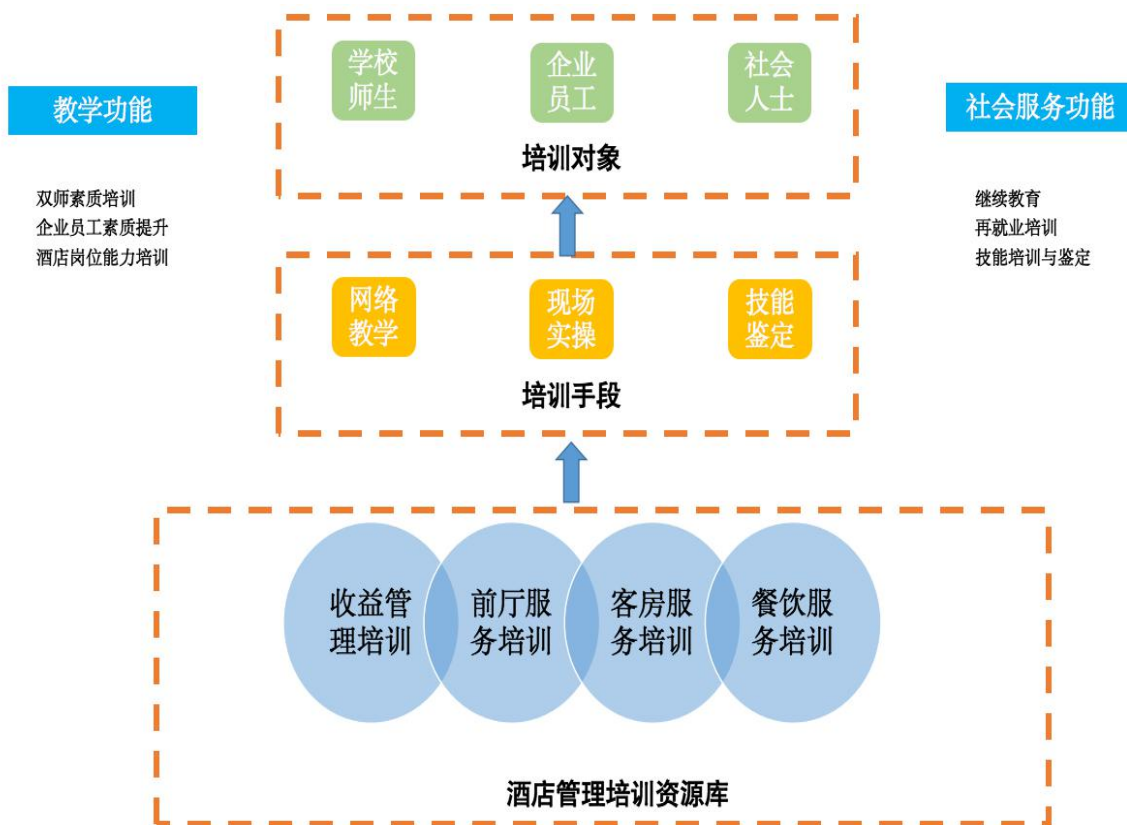 学校
师生
企业
员工
社会
人士
培训对象
教学功能
双师素质培训
企业员工素质提升
酒店岗位能力培训
社会服务功能
继续教育
再就业培训
技能培训与鉴定
网络
教学
现场
实操
技能
鉴定
培训手段
收益管
理培训
前厅服
务培训
客房服
务培训
餐饮服
务培训
酒店管理培训资源库